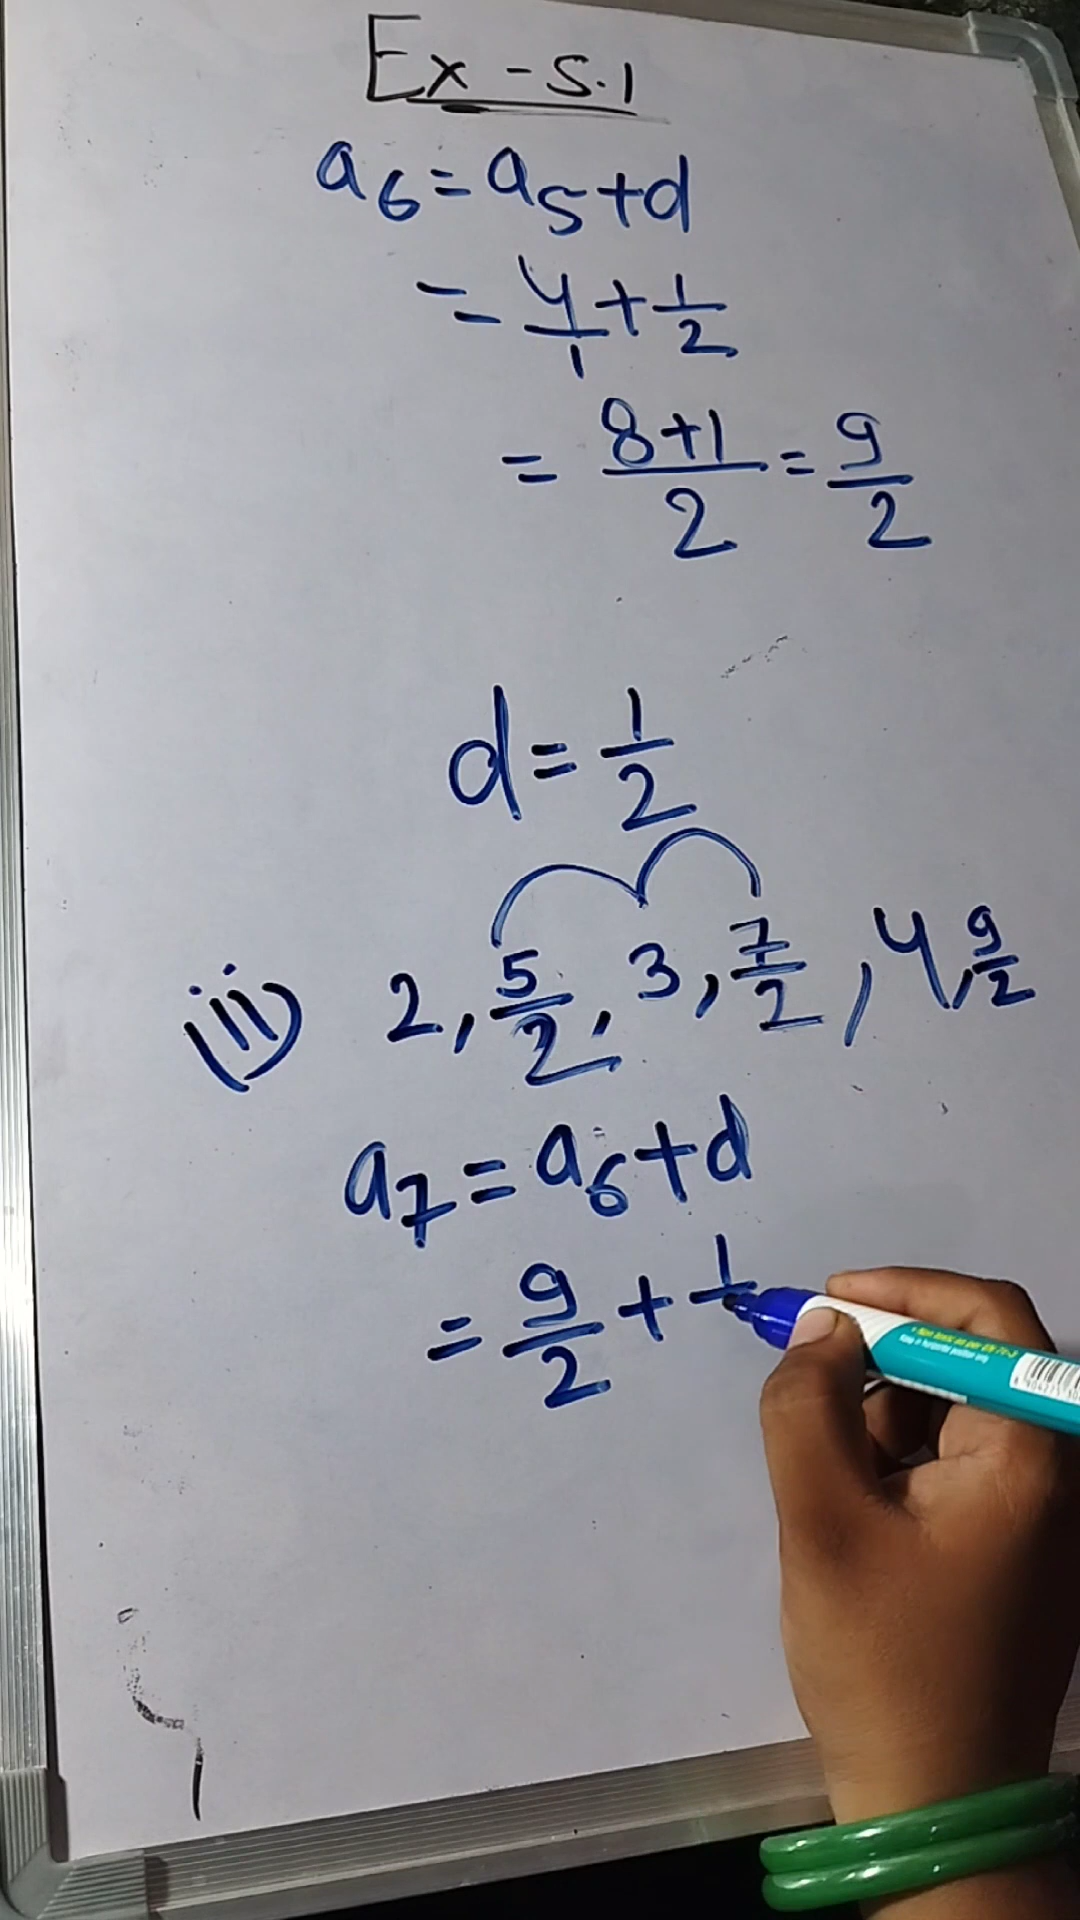 Ex - 5.1
a₆ = a₅ + d
= 4/1 + 1/2
= 8+1/2 = 9/2
d = 1/2
iii) 2, 5/2, 3, 7/2, 4, 9/2
a₇ = a₆ + d
= 9/2 + 1